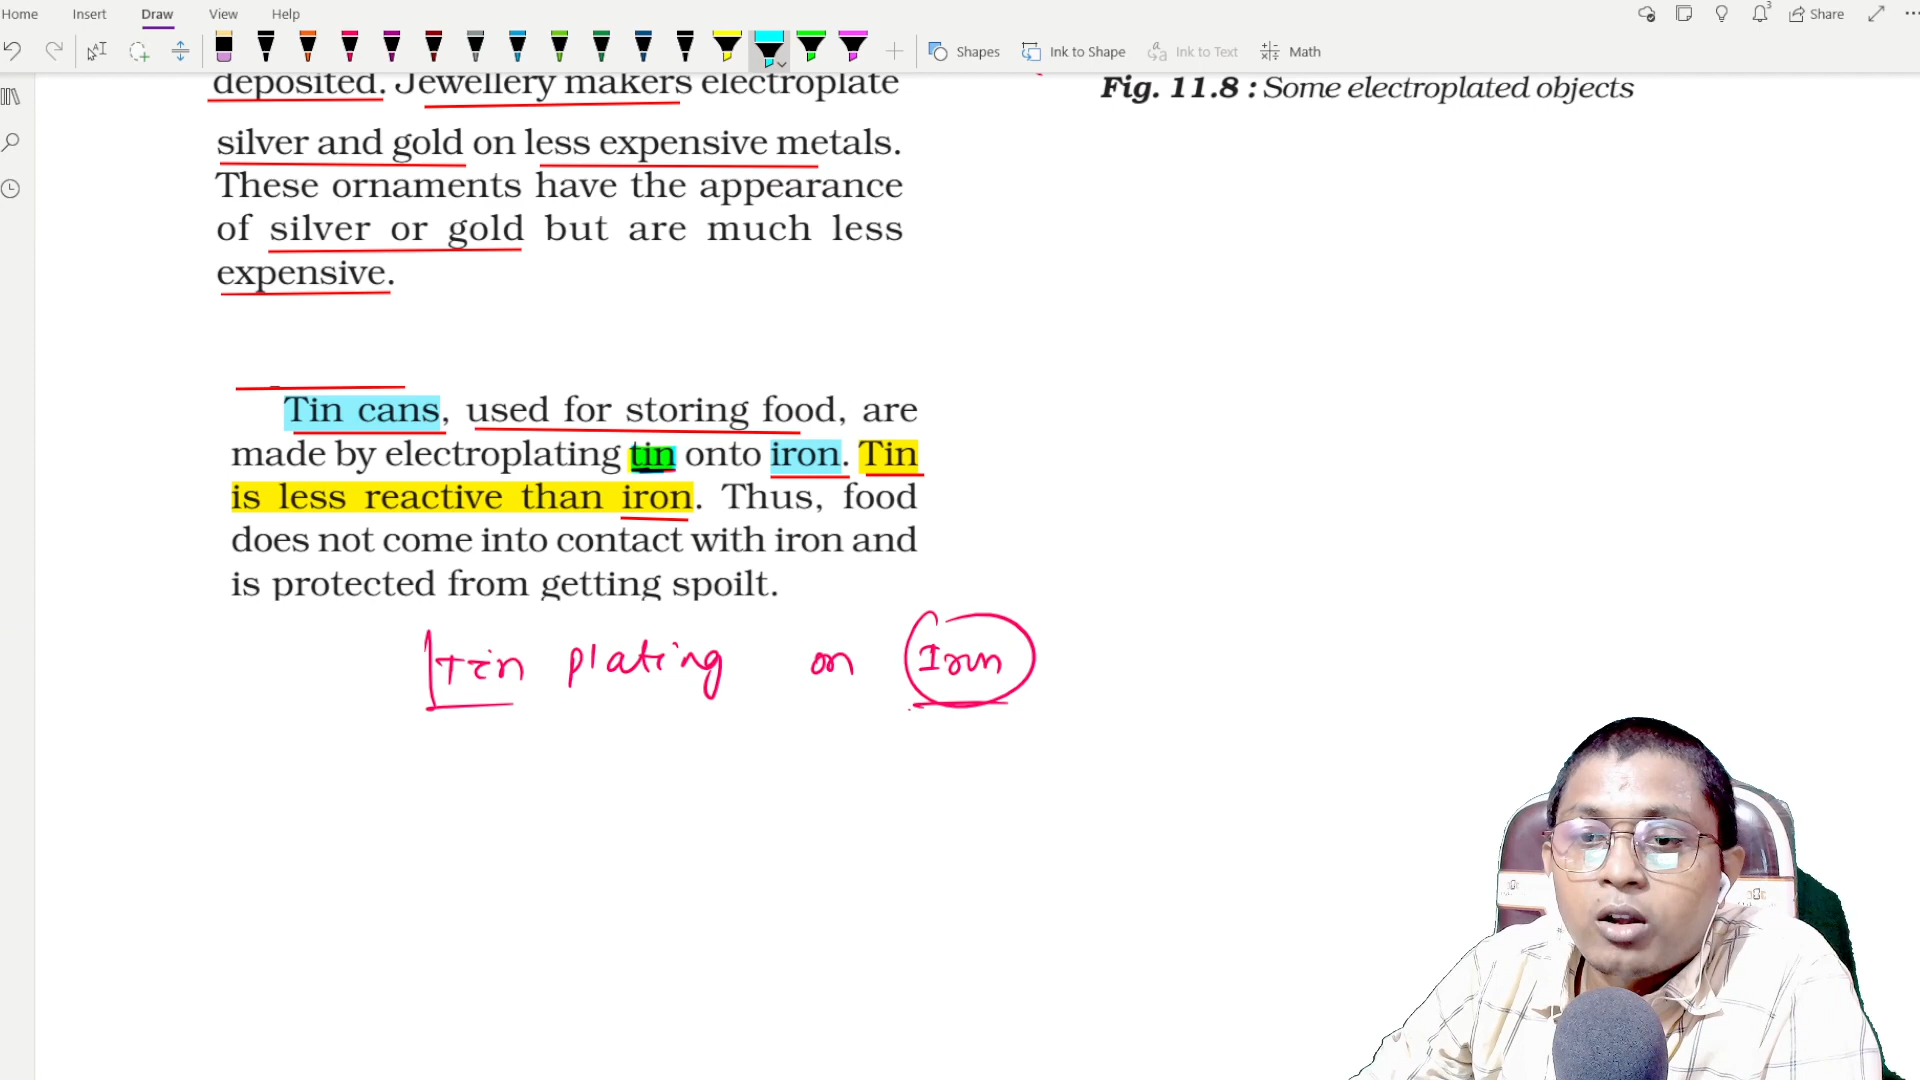 Home Insert Draw View Help
3
Share
Shapes Ink to Shape Ink to Text Math
deposited. Jewellery makers electroplate
silver and gold on less expensive metals.
These ornaments have the appearance
of silver or gold but are much less
expensive.
Fig. 11.8 : Some electroplated objects
Tin cans, used for storing food, are
made by electroplating tin onto iron. Tin
is less reactive than iron. Thus, food
does not come into contact with iron and
is protected from getting spoilt.
Tin plating on Iron